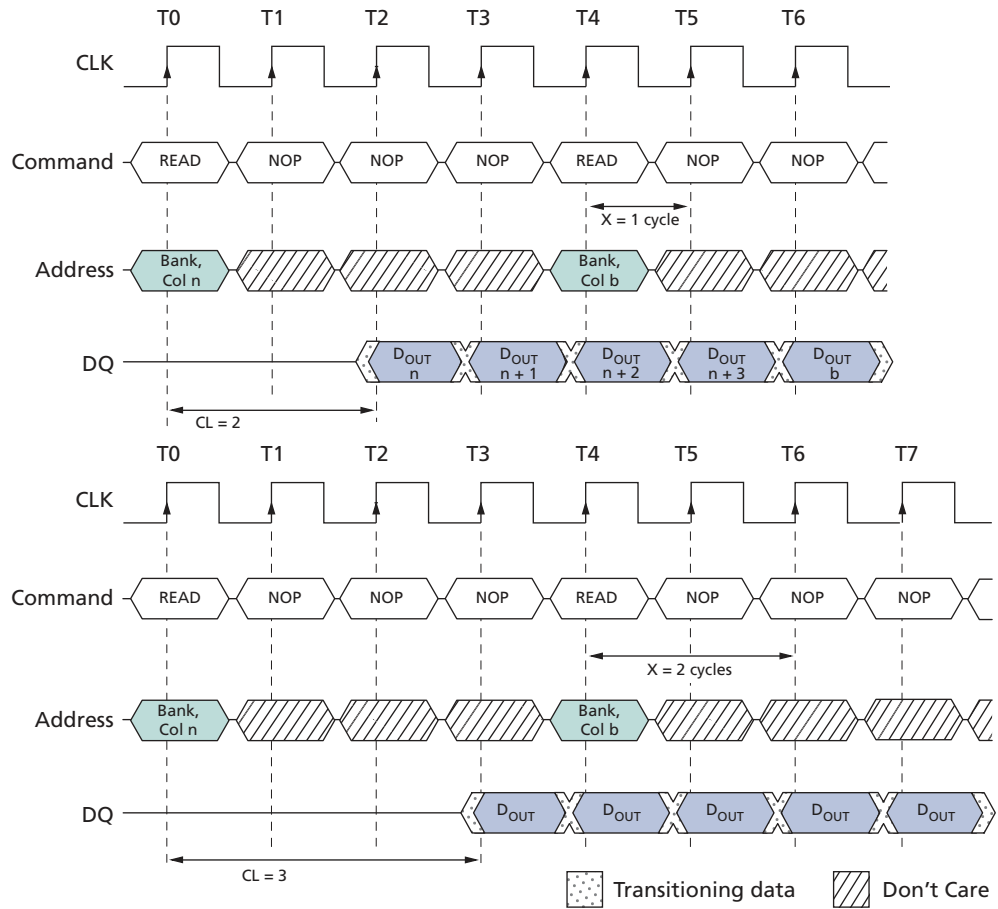 T0 T1 T2 T3 T4 T5 T6
CLK
Command READ NOP NOP NOP READ NOP NOP
X = 1 cycle
Address Bank, Col n Bank, Col b
DQ DOUT n DOUT n + 1 DOUT n + 2 DOUT n + 3 DOUT b
CL = 2
T0 T1 T2 T3 T4 T5 T6 T7
CLK
Command READ NOP NOP NOP READ NOP NOP NOP
X = 2 cycles
Address Bank, Col n Bank, Col b
DQ DOUT DOUT DOUT DOUT DOUT
CL = 3
Transitioning data Don't Care